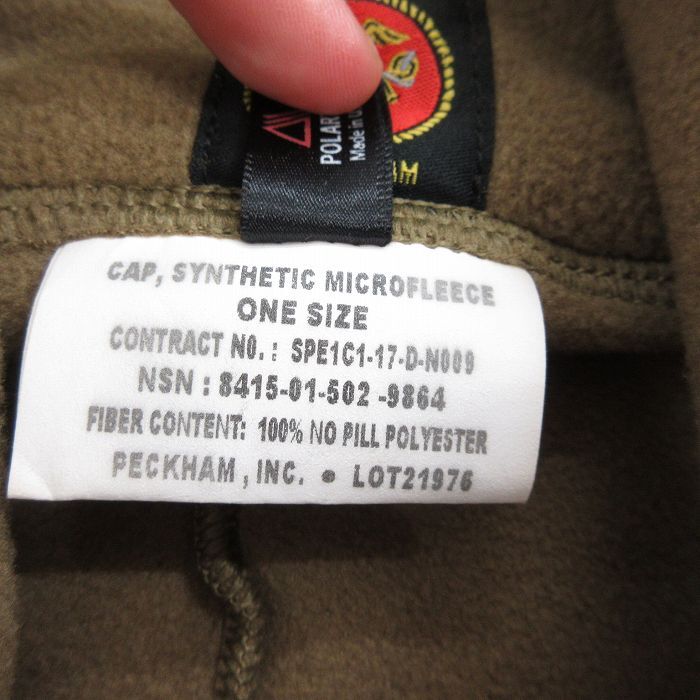 POLAR
Made in
CAP, SYNTHETIC MICROFLEECE
ONE SIZE
CONTRACT NO.: SPE1C1-17-D-N009
NSN : 8415-01-502 -9864
FIBER CONTENT: 100% NO PILL POLYESTER
PECKHAM , INC. • LOT21976